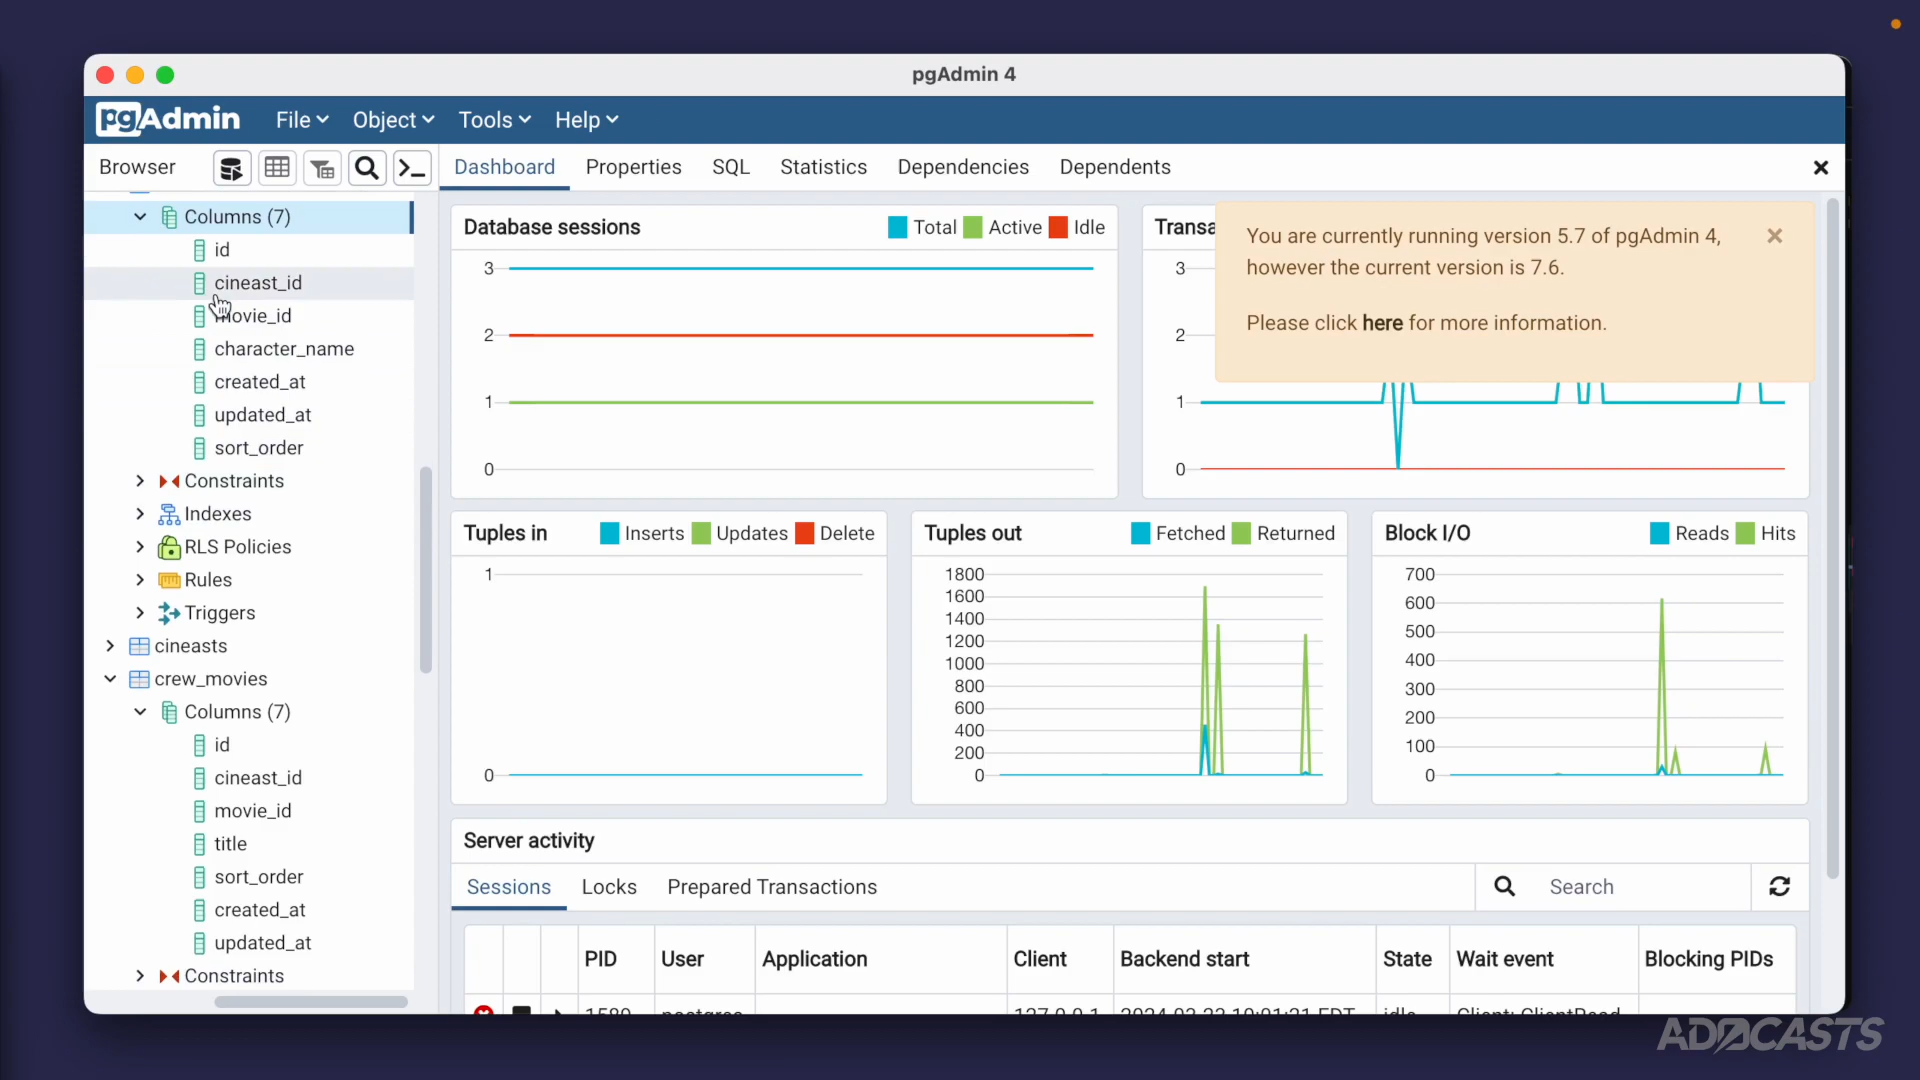 pgAdmin 4
pgAdmin File Object Tools Help
Browser Dashboard Properties SQL Statistics Dependencies Dependents
Columns (7)
id
cineast_id
movie_id
character_name
created_at
updated_at
sort_order
Constraints
Indexes
RLS Policies
Rules
Triggers
cineasts
crew_movies
Columns (7)
id
cineast_id
movie_id
title
sort_order
created_at
updated_at
Constraints
Database sessions Total Active Idle
3
2
1
0
Transa
3
2
1
0
You are currently running version 5.7 of pgAdmin 4,
however the current version is 7.6.
Please click here for more information.
Tuples in Inserts Updates Delete
1
0
Tuples out Fetched Returned
1800
1600
1400
1200
1000
800
600
400
200
0
Block I/O Reads Hits
700
600
500
400
300
200
100
0
Server activity
Sessions Locks Prepared Transactions Search
PID User Application Client Backend start State Wait event Blocking PIDs
ADOCASTS